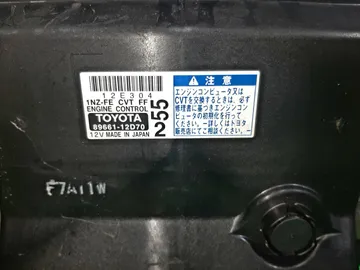 12E304
1NZ-FE CVT FF
ENGINE CONTROL
TOYOTA
89661-12D70
12V MADE IN JAPAN
255
⚠ 注意
エンジンコンピュータ又は
CVTを交換するときは、必ず
修理書に基づきエンジンコン
ピュータの初期化を行って
ください。詳しくはトヨタ
販売店にてご相談ください。